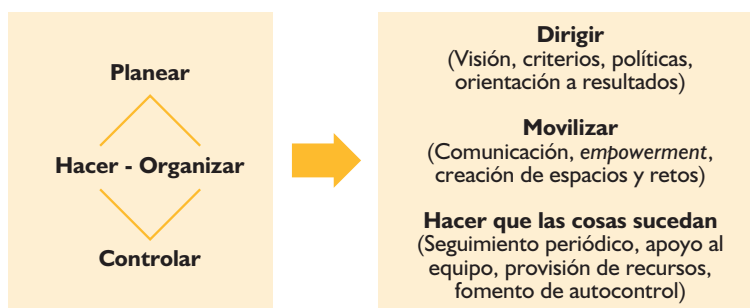 Planear
Hacer - Organizar
Controlar
Dirigir
(Visión, criterios, políticas,
orientación a resultados)
Movilizar
(Comunicación, empowerment,
creación de espacios y retos)
Hacer que las cosas sucedan
(Seguimiento periódico, apoyo al
equipo, provisión de recursos,
fomento de autocontrol)